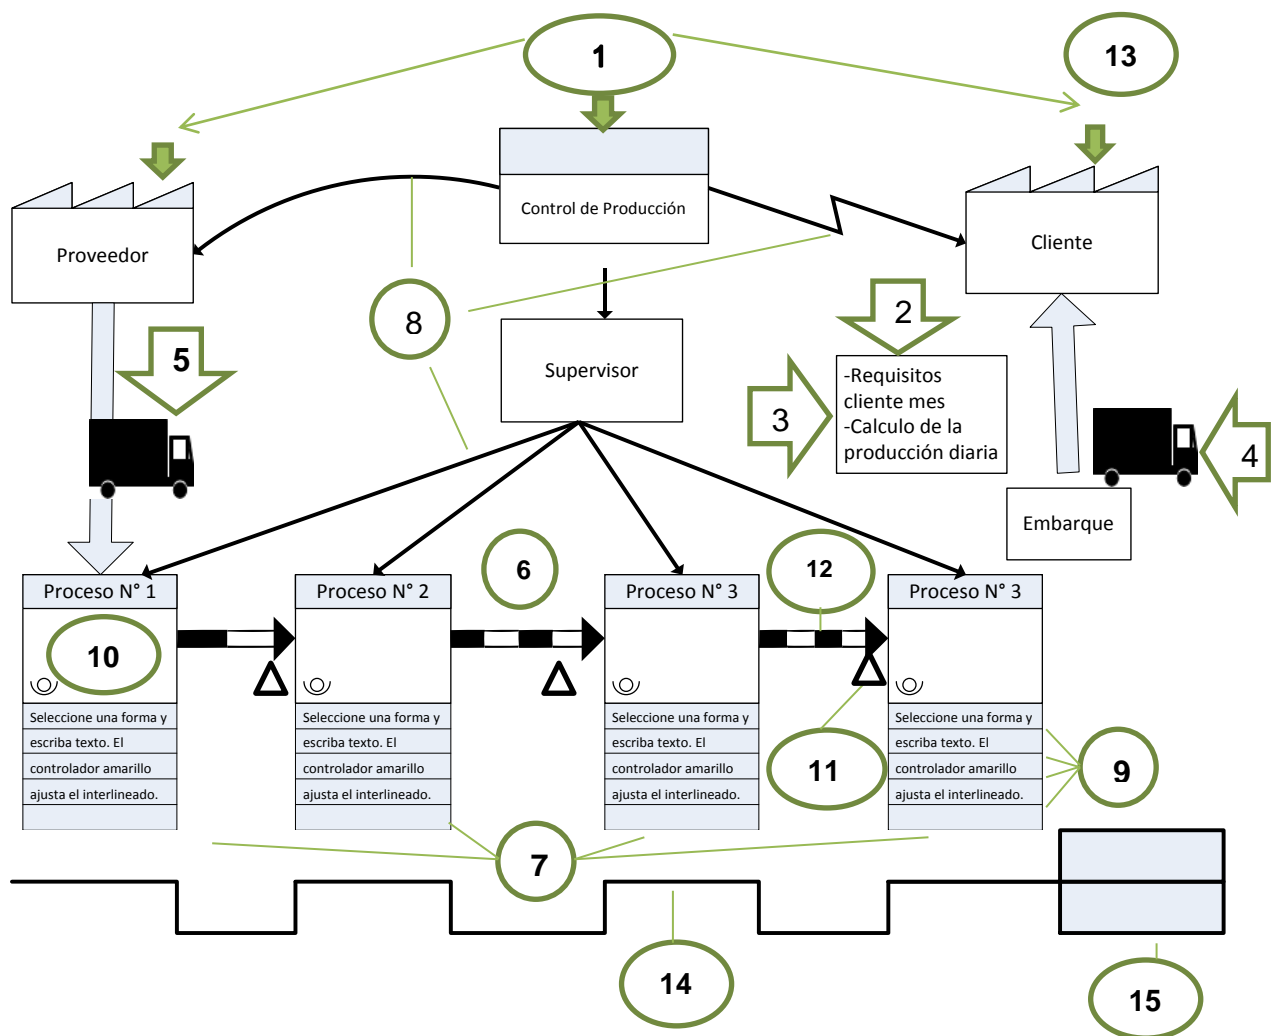 1
13
Control de Producción
Proveedor
Cliente
8
2
5
Supervisor
3
-Requisitos
cliente mes
-Calculo de la
producción diaria
4
Embarque
6
12
Proceso N° 1
Proceso N° 2
Proceso N° 3
Proceso N° 3
10
Seleccione una forma y
escriba texto. El
controlador amarillo
ajusta el interlineado.
Seleccione una forma y
escriba texto. El
controlador amarillo
ajusta el interlineado.
Seleccione una forma y
escriba texto. El
controlador amarillo
ajusta el interlineado.
Seleccione una forma y
escriba texto. El
controlador amarillo
ajusta el interlineado.
11
9
7
14
15